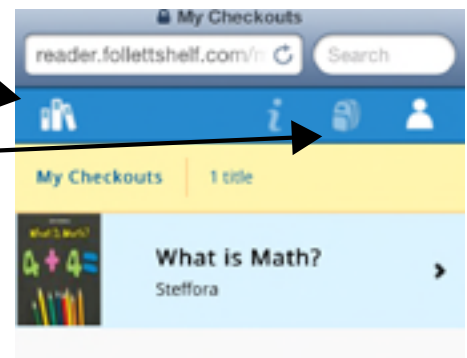 My Checkouts
reader.follettshelf.com/
Search
i
My Checkouts 1 title
What is Math?
What is Math?
4+4=
Steffora